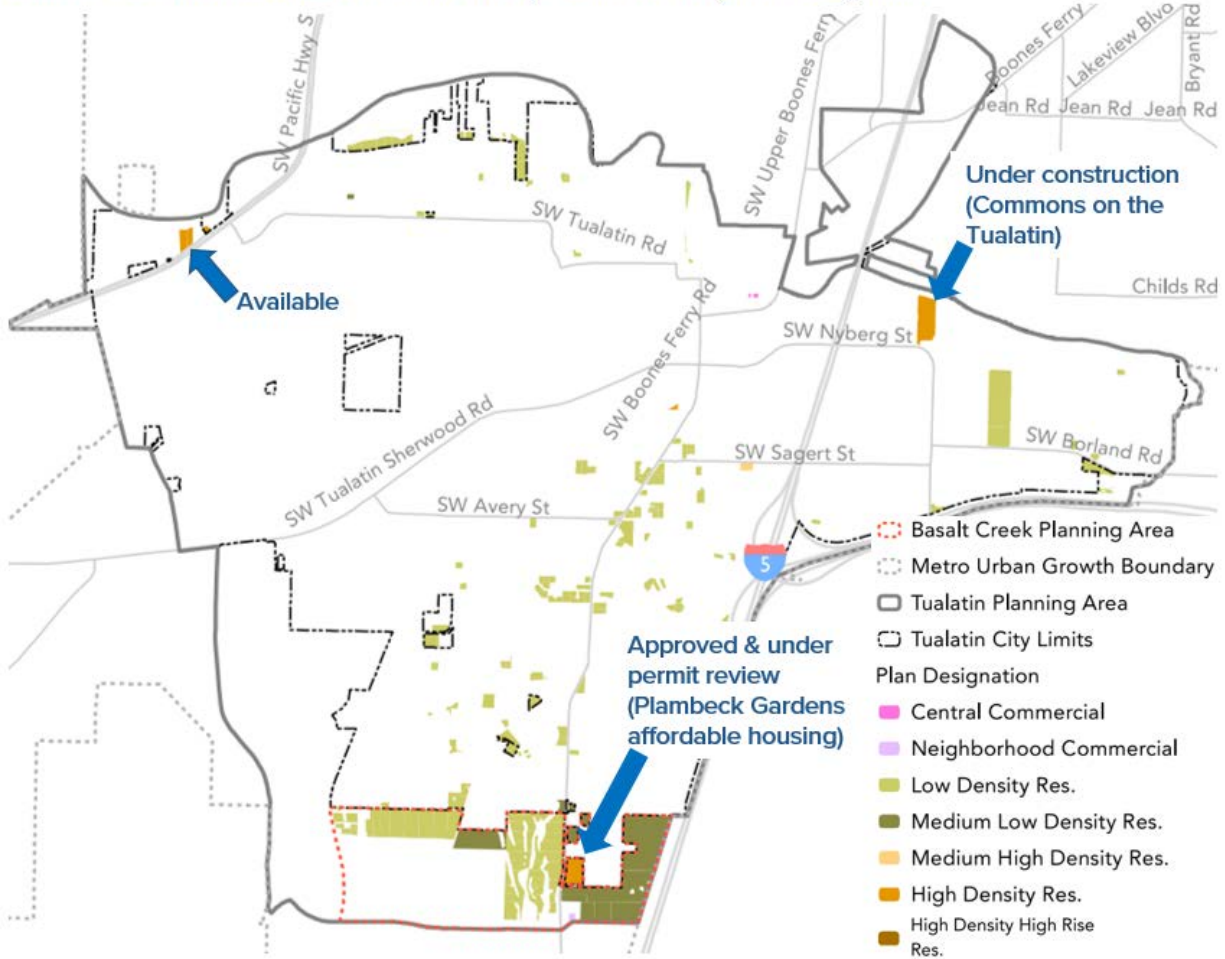 SW Pacific Hwy S
SW Upper Boones Ferry
Boones Ferry
Lakeview Blvd
Bryant Rd
Jean Rd Jean Rd Jean Rd
Under construction
(Commons on the
Tualatin)
SW Tualatin Rd
Available
Childs Rd
SW Nyberg St
SW Boones Ferry Rd
SW Tualatin Sherwood Rd
SW Sagert St
SW Borland Rd
SW Avery St
5
Approved & under
permit review
(Plambeck Gardens
affordable housing)
Basalt Creek Planning Area
Metro Urban Growth Boundary
Tualatin Planning Area
Tualatin City Limits
Plan Designation
Central Commercial
Neighborhood Commercial
Low Density Res.
Medium Low Density Res.
Medium High Density Res.
High Density Res.
High Density High Rise
Res.